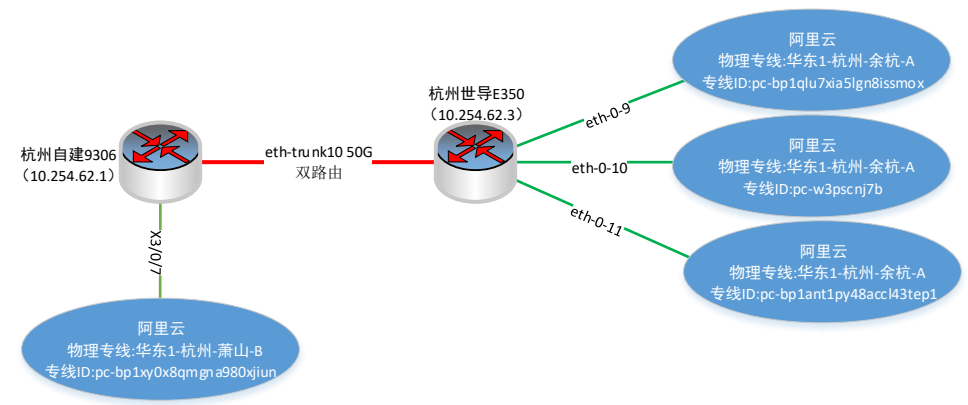 阿里云
物理专线:华东1-杭州-余杭-A
专线ID:pc-bp1qlu7xia5lgn8issmox
杭州世导E350
（10.254.62.3）
eth-0-9
杭州自建9306
（10.254.62.1）
eth-trunk10 50G
双路由
eth-0-10
阿里云
物理专线:华东1-杭州-余杭-A
专线ID:pc-w3pscnj7b
eth-0-11
阿里云
物理专线:华东1-杭州-余杭-A
专线ID:pc-bp1ant1py48accl43tep1
X3/0/7
阿里云
物理专线:华东1-杭州-萧山-B
专线ID:pc-bp1xy0x8qmgna980xjiun